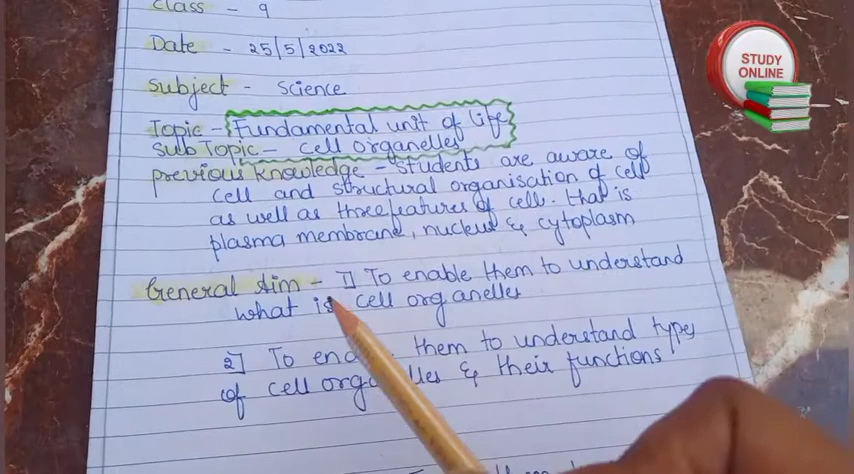 Class - 9
Date - 25/5/2022
Subject - Science
Topic - Fundamental unit of life
Sub Topic - Cell organelles
previous knowledge - Students are aware of
cell and structural organisation of cell
as well as three features of cell. that is
plasma membrane, nucleus & cytoplasm
General Aim - 1] To enable them to understand
what is cell organelles
2] To them to understand types
of cell & their functions
STUDY
ONLINE